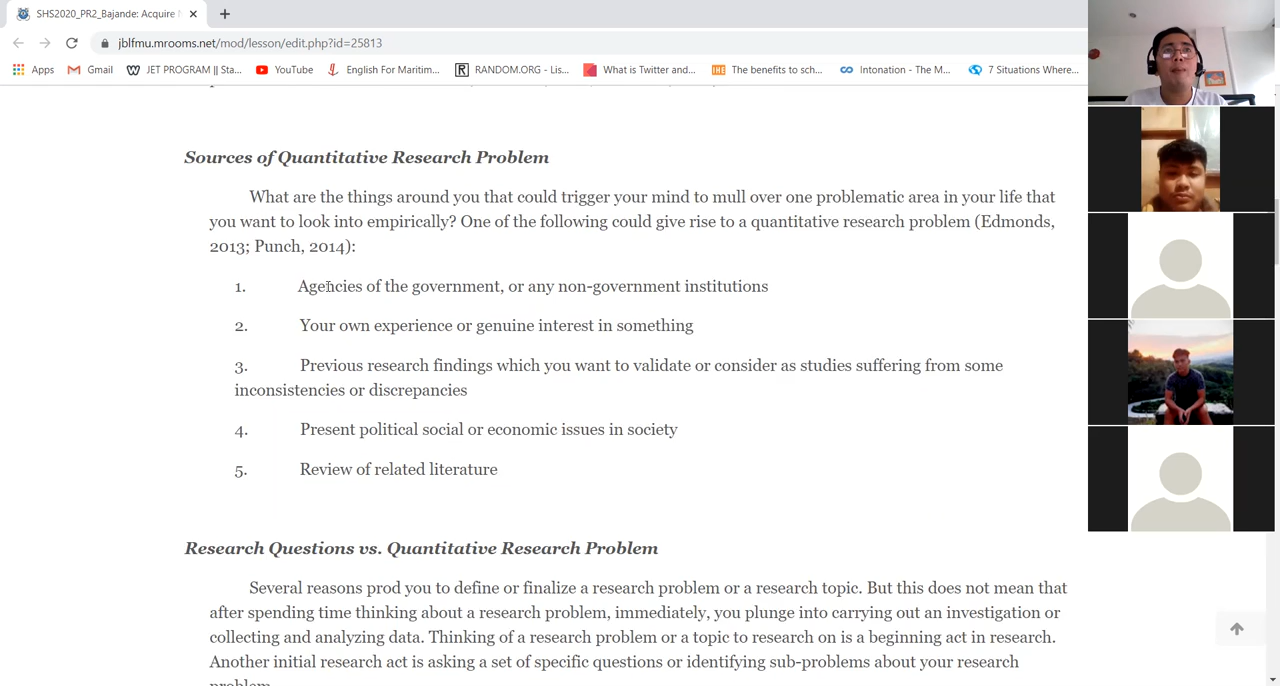 SHS2020_PR2_Bajande: Acquire
jblfmu.mrooms.net/mod/lesson/edit.php?id=25813
Apps Gmail JET PROGRAM || Sta... YouTube English For Maritim... RANDOM.ORG - Lis... What is Twitter and... The benefits to sch... Intonation - The M... 7 Situations Where...
Sources of Quantitative Research Problem
What are the things around you that could trigger your mind to mull over one problematic area in your life that
you want to look into empirically? One of the following could give rise to a quantitative research problem (Edmonds,
2013; Punch, 2014):
1. Agencies of the government, or any non-government institutions
2. Your own experience or genuine interest in something
3. Previous research findings which you want to validate or consider as studies suffering from some
inconsistencies or discrepancies
4. Present political social or economic issues in society
5. Review of related literature
Research Questions vs. Quantitative Research Problem
Several reasons prod you to define or finalize a research problem or a research topic. But this does not mean that
after spending time thinking about a research problem, immediately, you plunge into carrying out an investigation or
collecting and analyzing data. Thinking of a research problem or a topic to research on is a beginning act in research.
Another initial research act is asking a set of specific questions or identifying sub-problems about your research
problem.